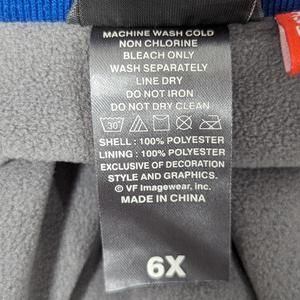 MACHINE WASH COLD
NON CHLORINE
BLEACH ONLY
WASH SEPARATELY
LINE DRY
DO NOT IRON
DO NOT DRY CLEAN
30°
SHELL : 100% POLYESTER
LINING : 100% POLYESTER
EXCLUSIVE OF DECORATION
STYLE AND GRAPHICS.
© VF Imagewear, Inc.
MADE IN CHINA
6X